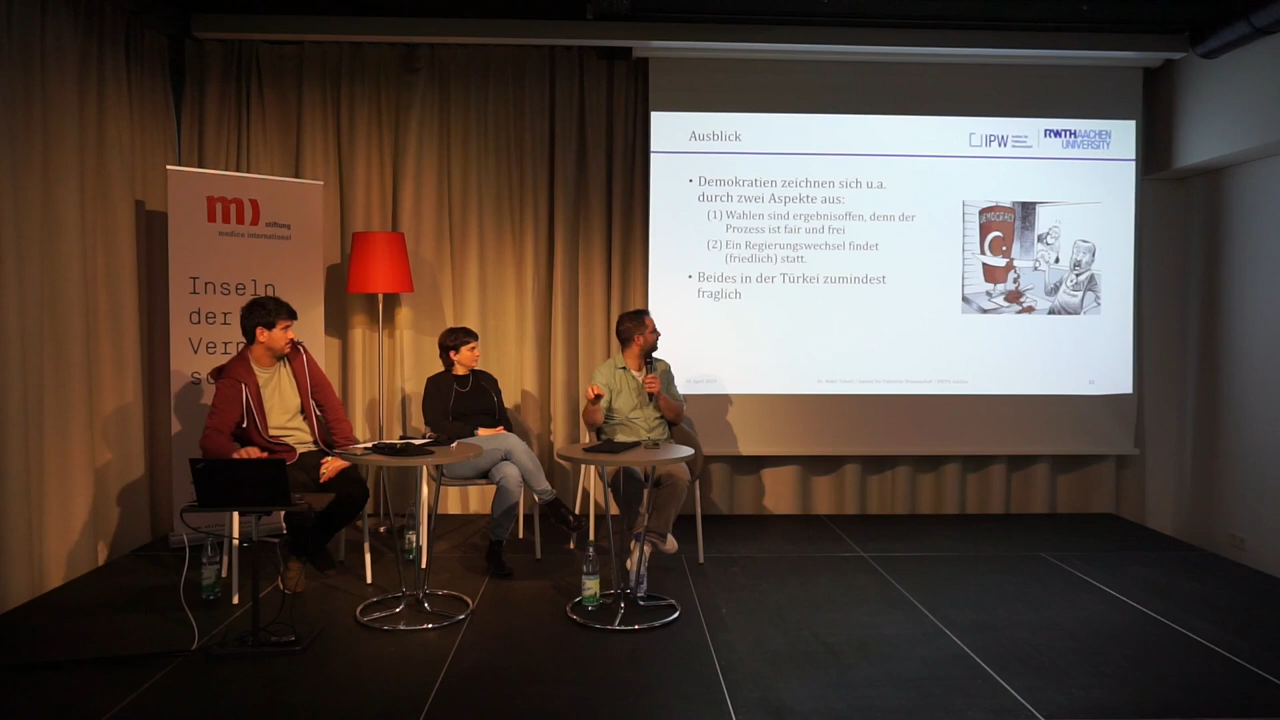 m)
stiftung
medico international
Inseln
der
Ausblick
IPW
RWTHAACHEN
UNIVERSITY
• Demokratien zeichnen sich u.a.
durch zwei Aspekte aus:
(1) Wahlen sind ergebnisoffen, denn der
Prozess ist fair und frei
(2) Ein Regierungswechsel findet
(friedlich) statt.
• Beides in der Türkei zumindest
fraglich
DEMOCRACY